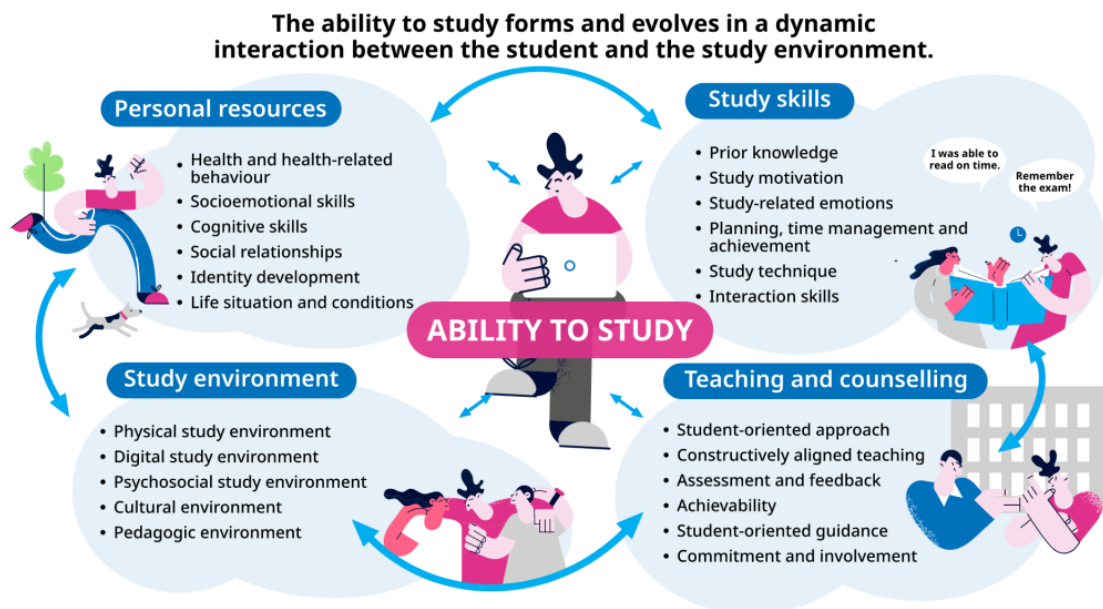 The ability to study forms and evolves in a dynamic
interaction between the student and the study environment.
Personal resources
• Health and health-related
behaviour
• Socioemotional skills
• Cognitive skills
• Social relationships
• Identity development
• Life situation and conditions
Study skills
• Prior knowledge
• Study motivation
• Study-related emotions
• Planning, time management and
achievement
• Study technique
• Interaction skills
I was able to
read on time.
Remember
the exam!
ABILITY TO STUDY
Study environment
• Physical study environment
• Digital study environment
• Psychosocial study environment
• Cultural environment
• Pedagogic environment
Teaching and counselling
• Student-oriented approach
• Constructively aligned teaching
• Assessment and feedback
• Achievability
• Student-oriented guidance
• Commitment and involvement